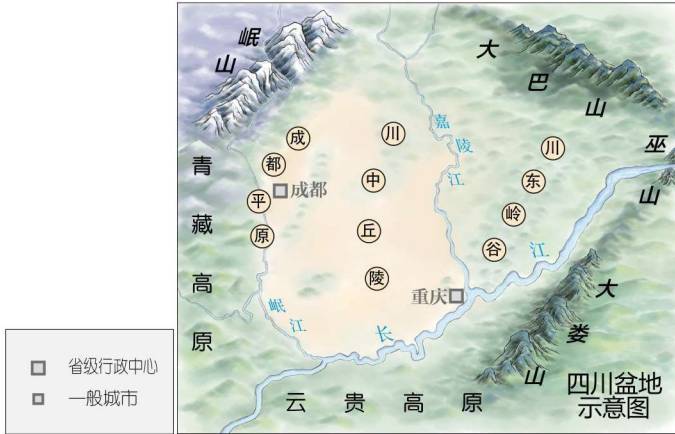 岷山
大巴山
巫山
青藏高原
成都平原
成都
川中丘陵
嘉陵江
川东岭谷
重庆
岷江
长江
大娄山
云贵高原
四川盆地
示意图
省级行政中心
一般城市